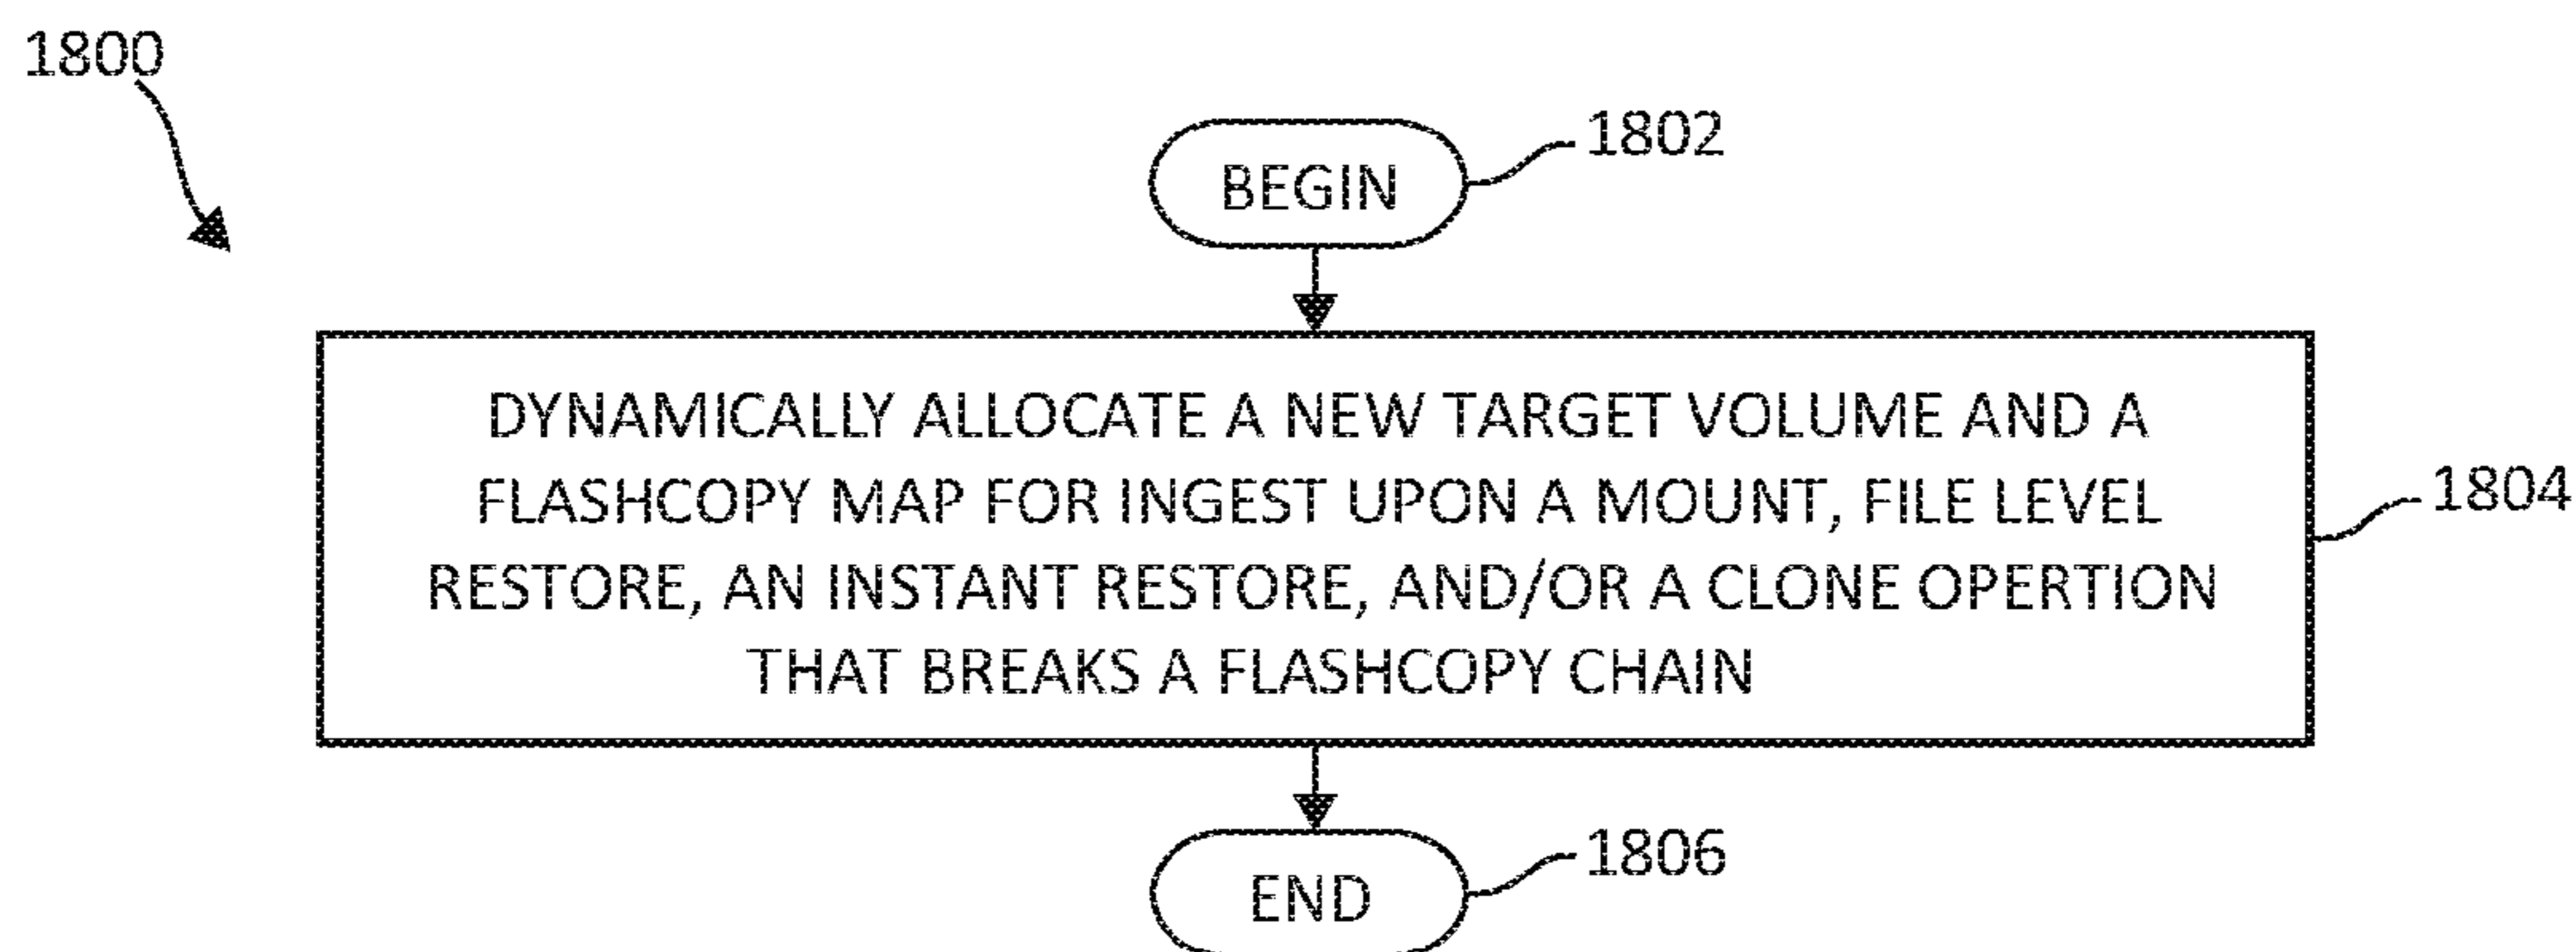 1800
BEGIN
1802
DYNAMICALLY ALLOCATE A NEW TARGET VOLUME AND A
FLASHCOPY MAP FOR INGEST UPON A MOUNT, FILE LEVEL
RESTORE, AN INSTANT RESTORE, AND/OR A CLONE OPERTION
THAT BREAKS A FLASHCOPY CHAIN
1804
END
1806